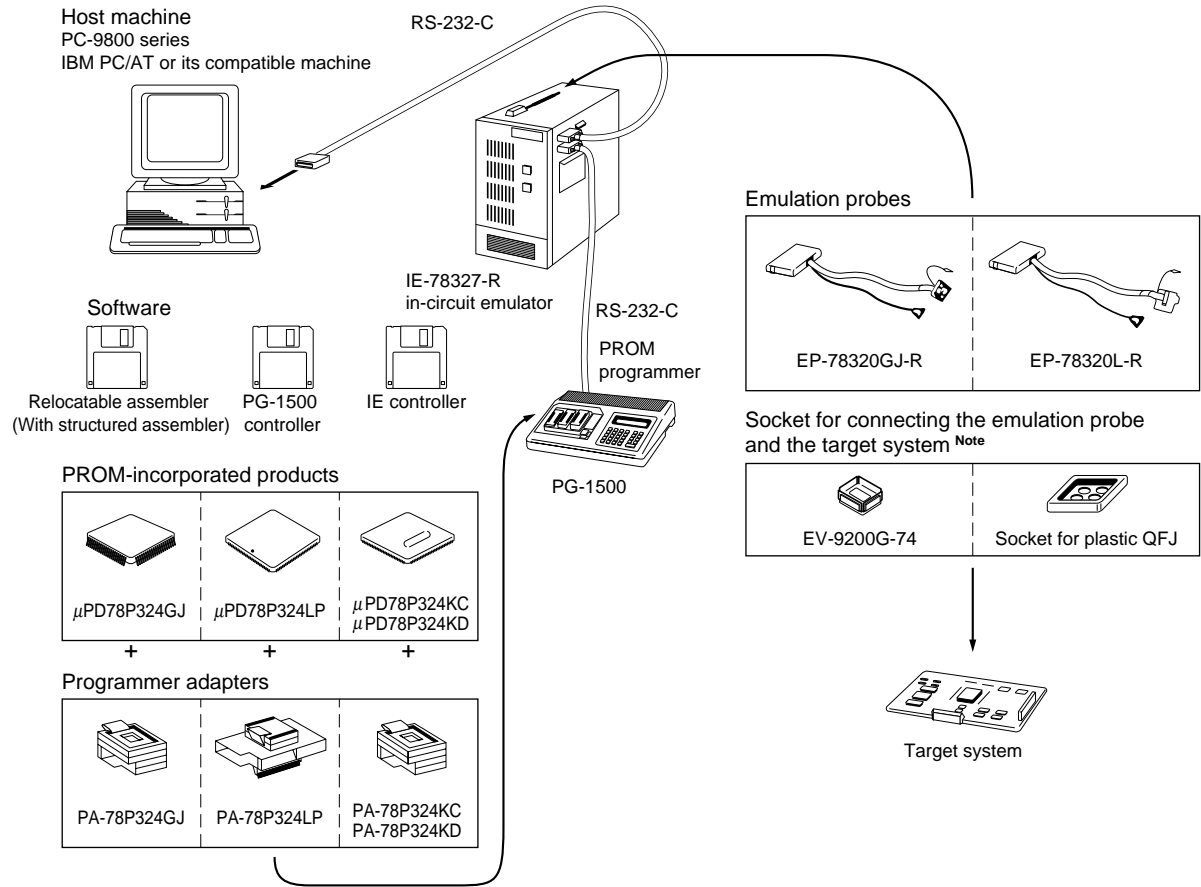 Host machine
PC-9800 series
IBM PC/AT or its compatible machine
RS-232-C
IE-78327-R
in-circuit emulator
RS-232-C
PROM
programmer
PG-1500
Software
Relocatable assembler
(With structured assembler)
PG-1500
controller
IE controller
PROM-incorporated products
μPD78P324GJ
μPD78P324LP
μPD78P324KC
μPD78P324KD
+
+
+
Programmer adapters
PA-78P324GJ
PA-78P324LP
PA-78P324KC
PA-78P324KD
Emulation probes
EP-78320GJ-R
EP-78320L-R
Socket for connecting the emulation probe
and the target system Note
EV-9200G-74
Socket for plastic QFJ
Target system